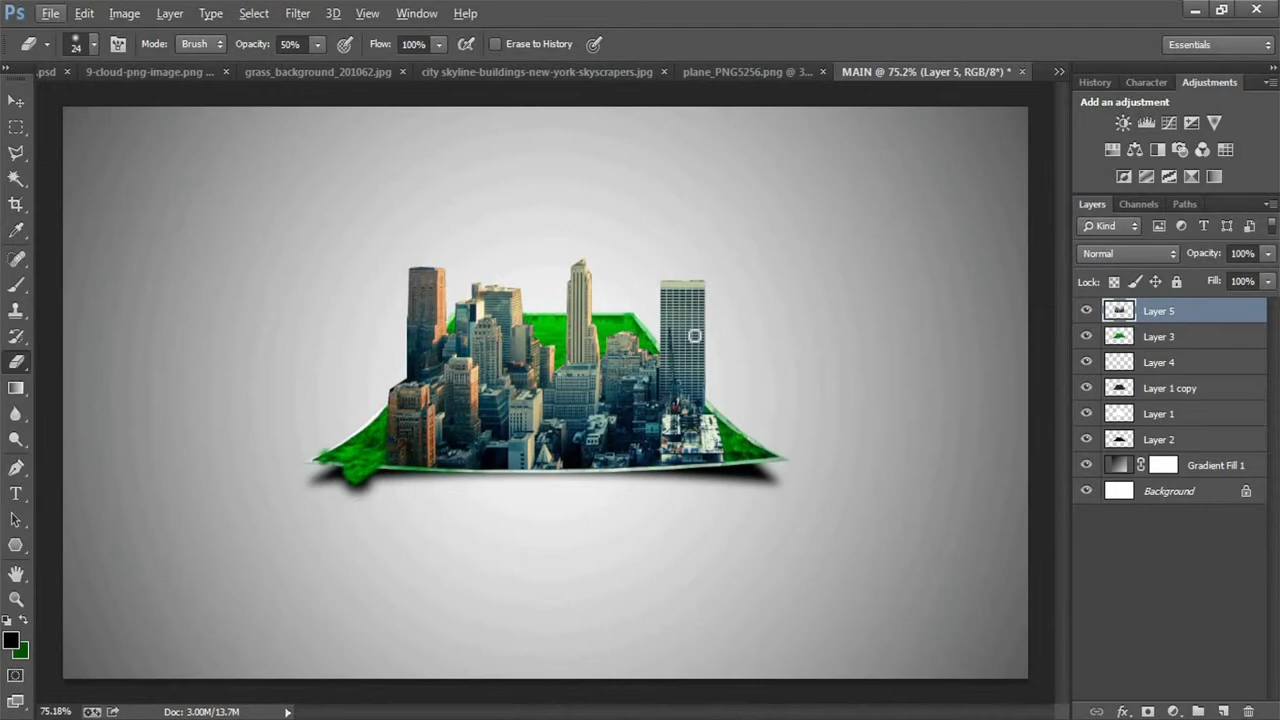 Ps File Edit Image Layer Type Select Filter 3D View Window Help
24 Mode: Brush Opacity: 50% Flow: 100% Erase to History Essentials
.psd × 9-cloud-png-image.png ... × grass_background_201062.jpg × city skyline-buildings-new-york-skyscrapers.jpg × plane_PNG5256.png @ 3... × MAIN @ 75.2% (Layer 5, RGB/8*) * ×
History Character Adjustments
Add an adjustment
Layers Channels Paths
Kind T
Normal Opacity: 100%
Lock: Fill: 100%
Layer 5
Layer 3
Layer 4
Layer 1 copy
Layer 1
Layer 2
Gradient Fill 1
Background
T
75.18% Doc: 3.00M/13.7M
fx